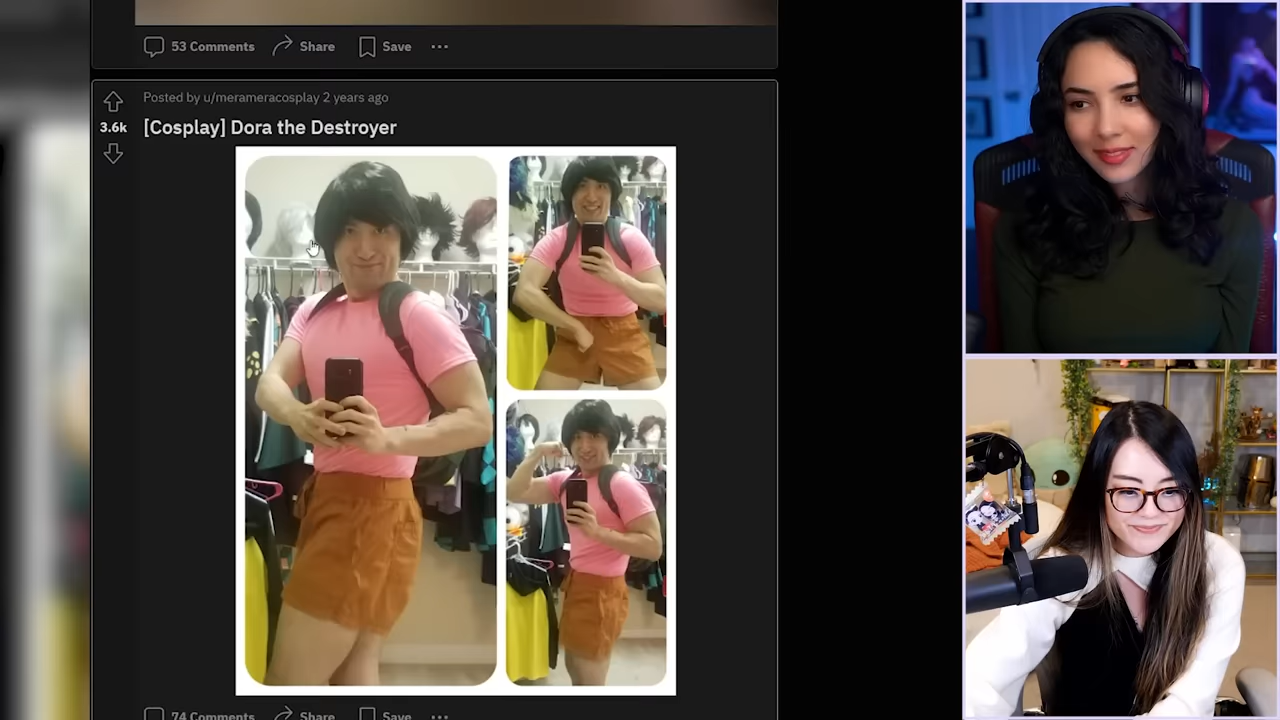 53 Comments Share Save
Posted by u/merameracosplay 2 years ago
3.6k
[Cosplay] Dora the Destroyer
74 Comments Share Save